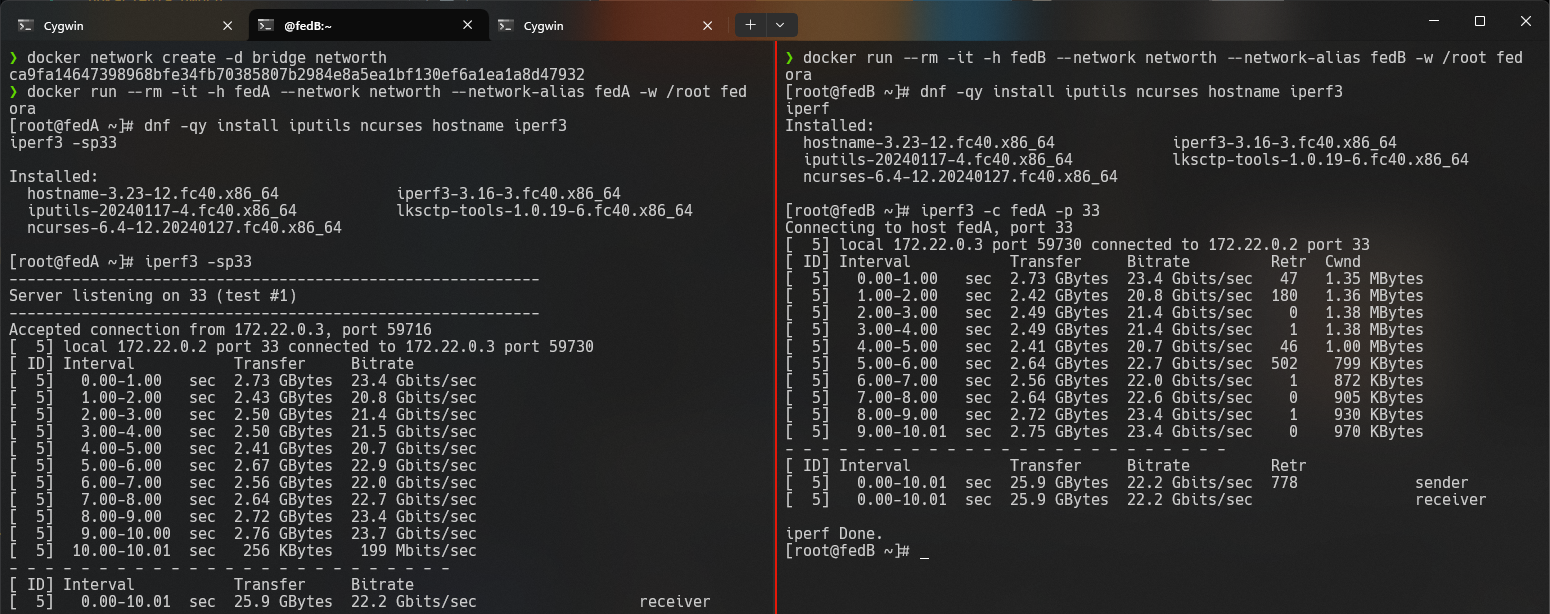 Cygwin
@fedB:~
Cygwin
❯ docker network create -d bridge networth
ca9fa14647398968bfe34fb70385807b2984e8a5ea1bf130ef6a1ea1a8d47932
❯ docker run --rm -it -h fedA --network networth --network-alias fedA -w /root fed
ora
[root@fedA ~]# dnf -qy install iputils ncurses hostname iperf3
iperf3 -sp33
Installed:
hostname-3.23-12.fc40.x86_64 iperf3-3.16-3.fc40.x86_64
iputils-20240117-4.fc40.x86_64 lksctp-tools-1.0.19-6.fc40.x86_64
ncurses-6.4-12.20240127.fc40.x86_64
[root@fedA ~]# iperf3 -sp33
-----------------------------------------------------------
Server listening on 33 (test #1)
-----------------------------------------------------------
Accepted connection from 172.22.0.3, port 59716
[  5] local 172.22.0.2 port 33 connected to 172.22.0.3 port 59730
[ ID] Interval Transfer Bitrate
[  5] 0.00-1.00 sec 2.73 GBytes 23.4 Gbits/sec
[  5] 1.00-2.00 sec 2.43 GBytes 20.8 Gbits/sec
[  5] 2.00-3.00 sec 2.50 GBytes 21.4 Gbits/sec
[  5] 3.00-4.00 sec 2.50 GBytes 21.5 Gbits/sec
[  5] 4.00-5.00 sec 2.41 GBytes 20.7 Gbits/sec
[  5] 5.00-6.00 sec 2.67 GBytes 22.9 Gbits/sec
[  5] 6.00-7.00 sec 2.56 GBytes 22.0 Gbits/sec
[  5] 7.00-8.00 sec 2.64 GBytes 22.7 Gbits/sec
[  5] 8.00-9.00 sec 2.72 GBytes 23.4 Gbits/sec
[  5] 9.00-10.00 sec 2.76 GBytes 23.7 Gbits/sec
[  5] 10.00-10.01 sec 256 KBytes 199 Mbits/sec
- - - - - - - - - - - - - - - - - - - - - - - - -
[ ID] Interval Transfer Bitrate
[  5] 0.00-10.01 sec 25.9 GBytes 22.2 Gbits/sec receiver
❯ docker run --rm -it -h fedB --network networth --network-alias fedB -w /root fed
ora
[root@fedB ~]# dnf -qy install iputils ncurses hostname iperf3
iperf
Installed:
hostname-3.23-12.fc40.x86_64 iperf3-3.16-3.fc40.x86_64
iputils-20240117-4.fc40.x86_64 lksctp-tools-1.0.19-6.fc40.x86_64
ncurses-6.4-12.20240127.fc40.x86_64
[root@fedB ~]# iperf3 -c fedA -p 33
Connecting to host fedA, port 33
[  5] local 172.22.0.3 port 59730 connected to 172.22.0.2 port 33
[ ID] Interval Transfer Bitrate Retr Cwnd
[  5] 0.00-1.00 sec 2.73 GBytes 23.4 Gbits/sec 47 1.35 MBytes
[  5] 1.00-2.00 sec 2.42 GBytes 20.8 Gbits/sec 180 1.36 MBytes
[  5] 2.00-3.00 sec 2.49 GBytes 21.4 Gbits/sec 0 1.38 MBytes
[  5] 3.00-4.00 sec 2.49 GBytes 21.4 Gbits/sec 1 1.38 MBytes
[  5] 4.00-5.00 sec 2.41 GBytes 20.7 Gbits/sec 46 1.00 MBytes
[  5] 5.00-6.00 sec 2.64 GBytes 22.7 Gbits/sec 502 799 KBytes
[  5] 6.00-7.00 sec 2.56 GBytes 22.0 Gbits/sec 1 872 KBytes
[  5] 7.00-8.00 sec 2.64 GBytes 22.6 Gbits/sec 0 905 KBytes
[  5] 8.00-9.00 sec 2.72 GBytes 23.4 Gbits/sec 1 930 KBytes
[  5] 9.00-10.01 sec 2.75 GBytes 23.4 Gbits/sec 0 970 KBytes
- - - - - - - - - - - - - - - - - - - - - - - - -
[ ID] Interval Transfer Bitrate Retr
[  5] 0.00-10.01 sec 25.9 GBytes 22.2 Gbits/sec 778 sender
[  5] 0.00-10.01 sec 25.9 GBytes 22.2 Gbits/sec receiver
iperf Done.
[root@fedB ~]# _